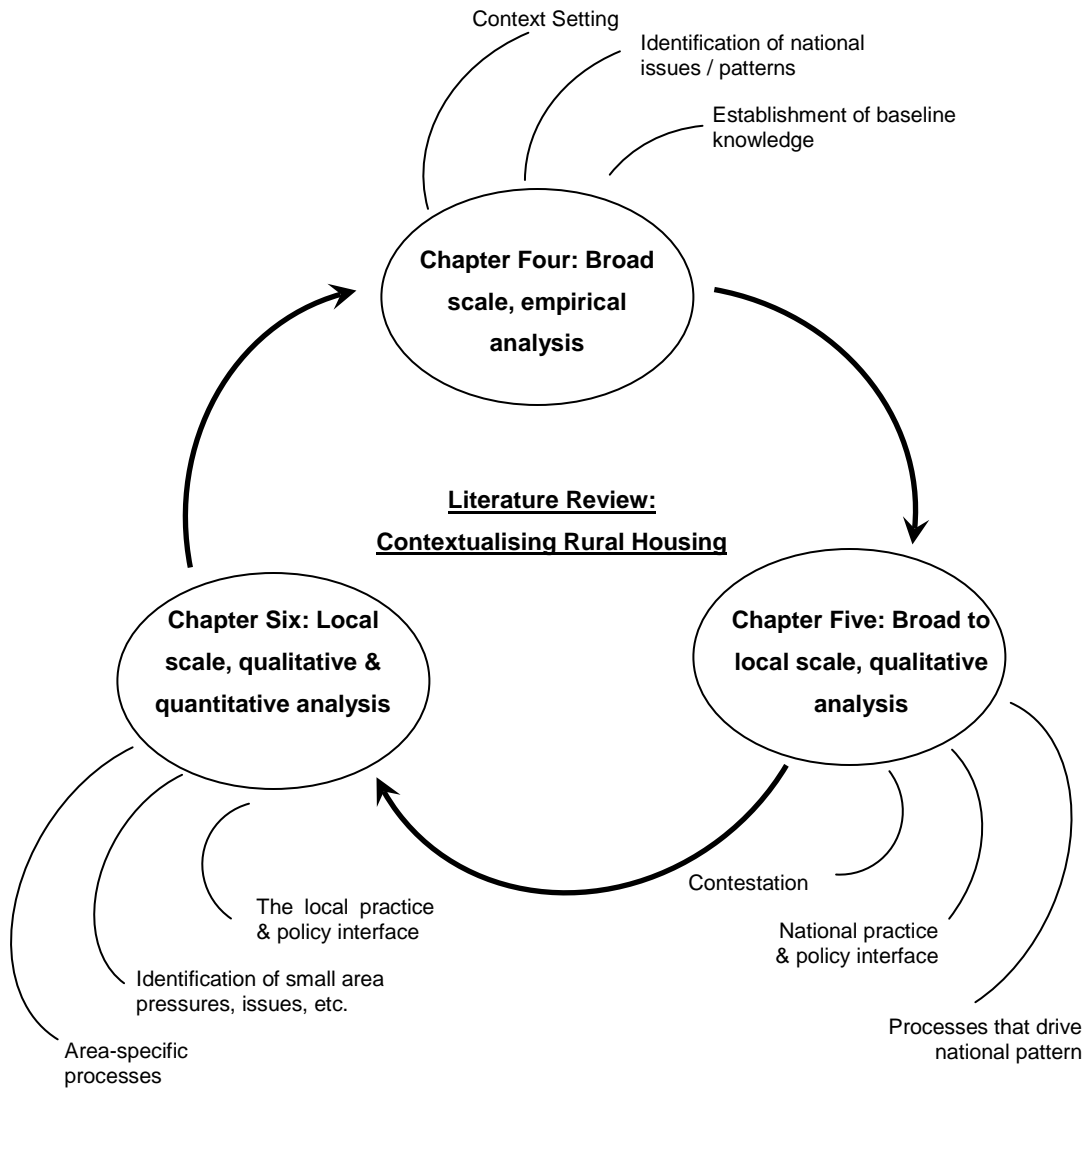 Context Setting
Identification of national
issues / patterns
Establishment of baseline
knowledge
Chapter Four: Broad
scale, empirical
analysis
Literature Review:
Contextualising Rural Housing
Chapter Six: Local
scale, qualitative &
quantitative analysis
Chapter Five: Broad to
local scale, qualitative
analysis
Contestation
The local practice
& policy interface
National practice
& policy interface
Identification of small area
pressures, issues, etc.
Processes that drive
national pattern
Area-specific
processes